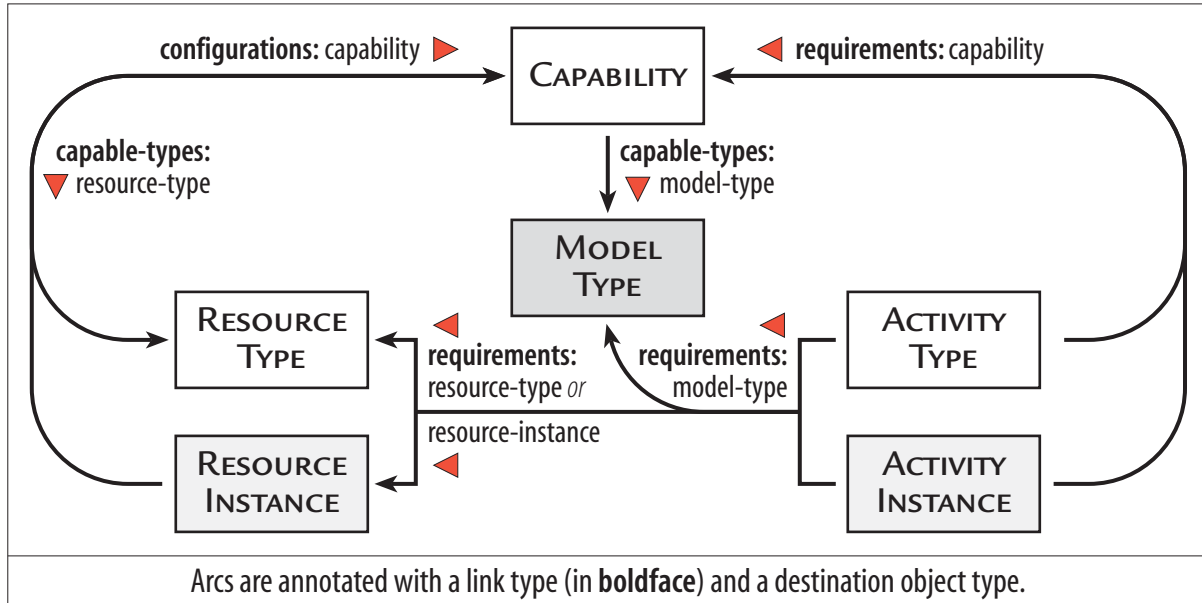 configurations: capability
CAPABILITY
requirements: capability
capable-types:
resource-type
capable-types:
model-type
MODEL
TYPE
RESOURCE
TYPE
requirements:
resource-type or
resource-instance
requirements:
model-type
ACTIVITY
TYPE
RESOURCE
INSTANCE
ACTIVITY
INSTANCE
Arcs are annotated with a link type (in boldface) and a destination object type.